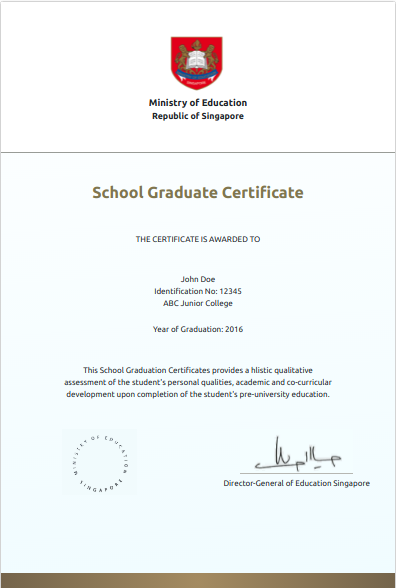 SINGAPORE
Ministry of Education
Republic of Singapore
School Graduate Certificate
THE CERTIFICATE IS AWARDED TO
John Doe
Identification No: 12345
ABC Junior College
Year of Graduation: 2016
This School Graduation Certificates provides a hlistic qualitative
assessment of the student's personal qualities, academic and co-curricular
development upon completion of the student's pre-university education.
MINISTRY OF EDUCATION
SINGAPORE
Director-General of Education Singapore